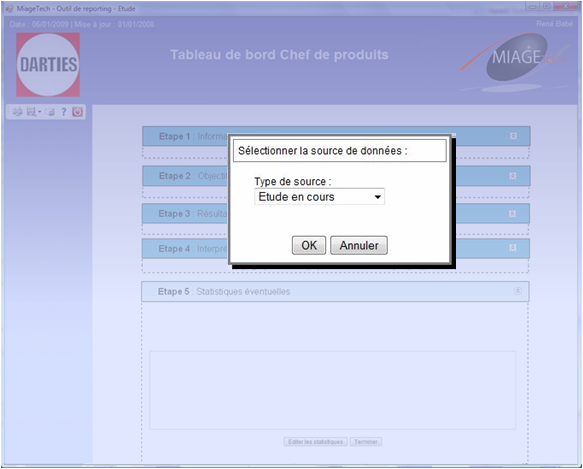 MiageTech - Outil de reporting - Etude
Date : 06/01/2009 | Mise à jour : 31/01/2009
René Babé
DARTIES
Tableau de bord Chef de produits
MIAGE
Etape 1 : Informa
Sélectionner la source de données :
Etape 2 : Objecti
Type de source :
Etude en cours
Etape 3 : Résulta
Etape 4 : Interpré
OK Annuler
Etape 5 : Statistiques éventuelles
Editer les statistiques Terminer